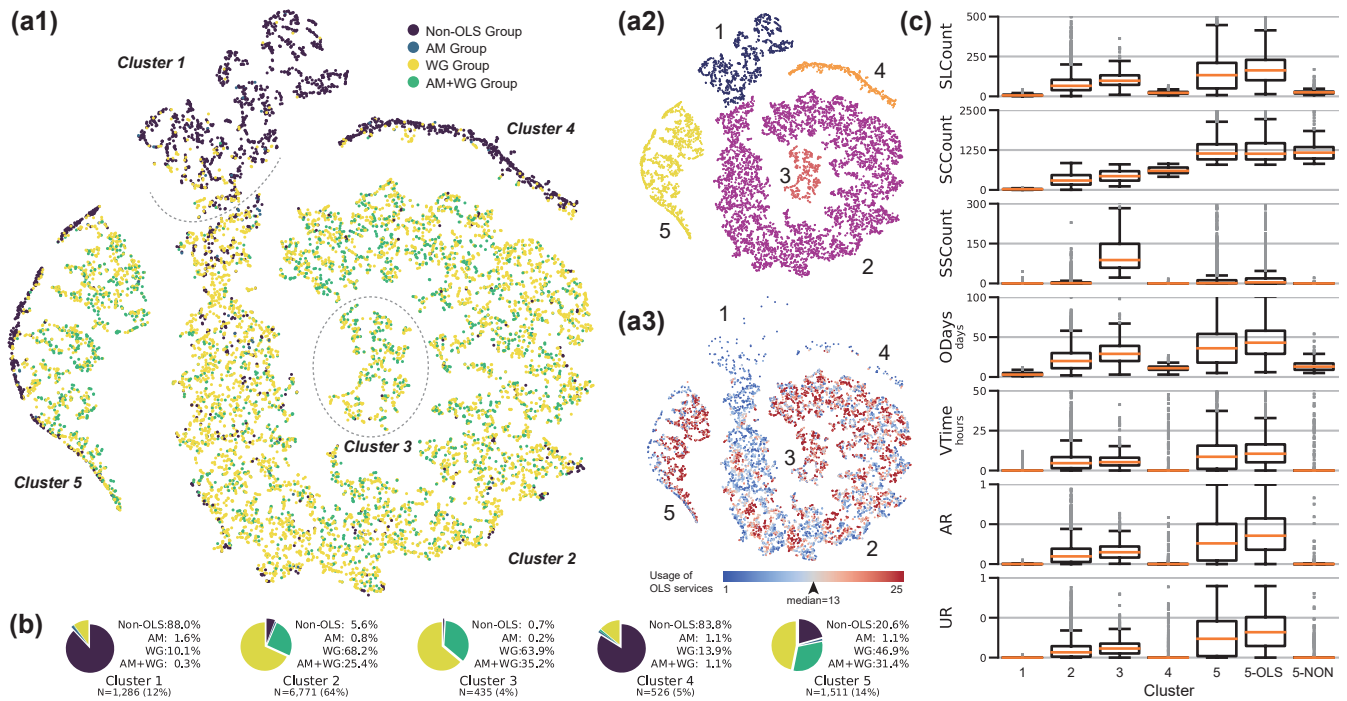 (a1)
Non-OLS Group
AM Group
WG Group
AM+WG Group
Cluster 1
Cluster 4
Cluster 3
Cluster 5
Cluster 2
(a2)
1
4
3
5
2
(a3)
1
4
3
5
2
Usage of
OLS services
1
25
median=13
(b)
Non-OLS:88.0%
AM: 1.6%
WG:10.1%
AM+WG: 0.3%
Cluster 1
N=1,286 (12%)
Non-OLS: 5.6%
AM: 0.8%
WG:68.2%
AM+WG:25.4%
Cluster 2
N=6,771 (64%)
Non-OLS: 0.7%
AM: 0.2%
WG:63.9%
AM+WG:35.2%
Cluster 3
N=435 (4%)
Non-OLS:83.8%
AM: 1.1%
WG:13.9%
AM+WG: 1.1%
Cluster 4
N=526 (5%)
Non-OLS:20.6%
AM: 1.1%
WG:46.9%
AM+WG:31.4%
Cluster 5
N=1,511 (14%)
(c)
SLCount
500
250
0
SCCount
2500
1250
0
SSCount
300
150
0
ODays
days
100
50
0
VTime
hours
50
25
0
AR
1
0
0
UR
1
0
0
1 2 3 4 5 5-OLS 5-NON
Cluster